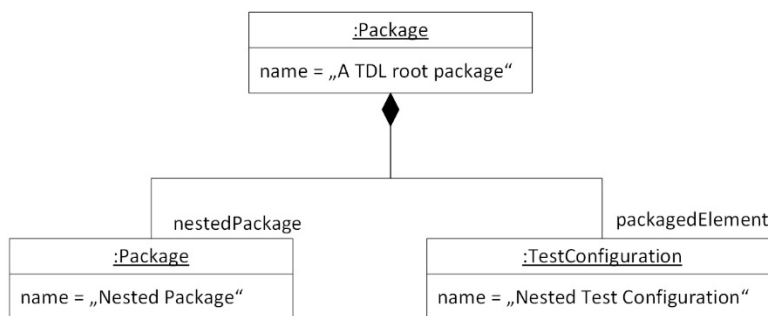 :Package
name = „A TDL root package“
nestedPackage
packagedElement
:Package
:TestConfiguration
name = „Nested Package“
name = „Nested Test Configuration“